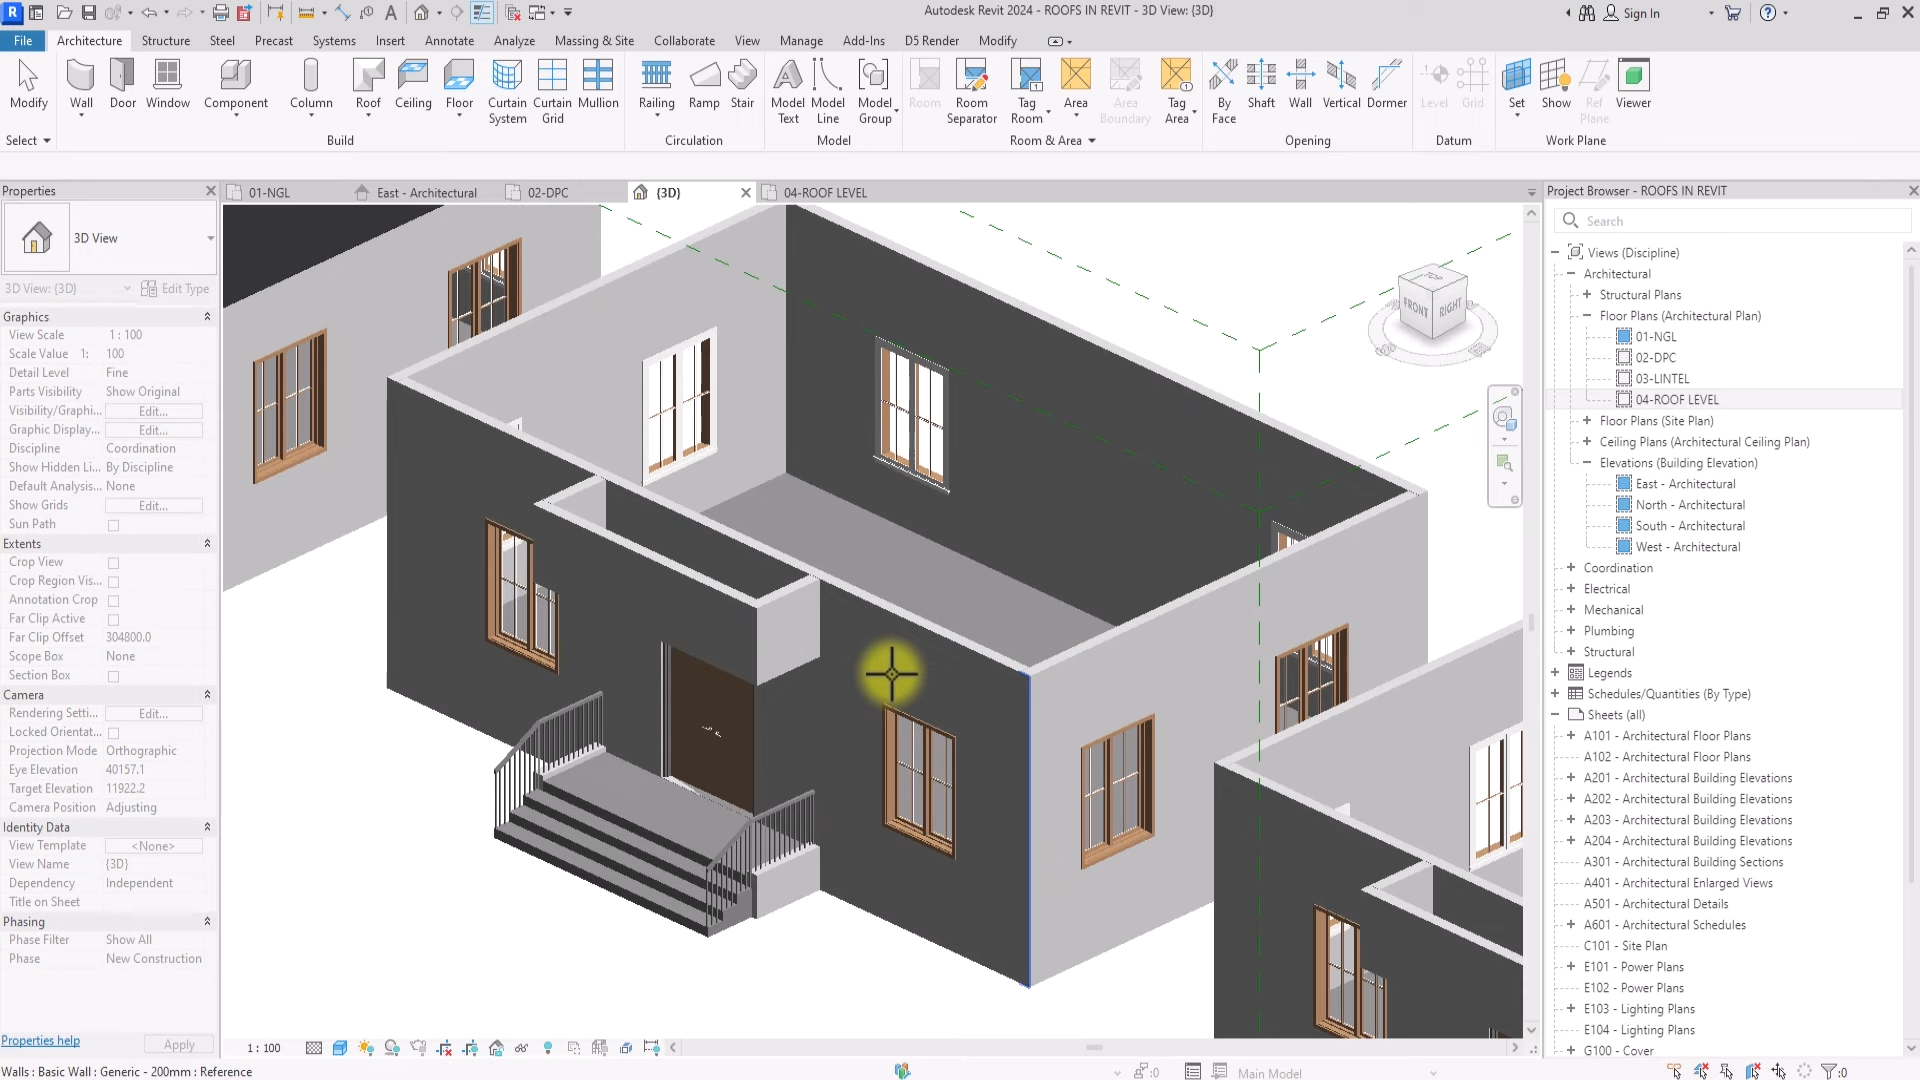 Autodesk Revit 2024 - ROOFS IN REVIT - 3D View: {3D}
Sign In
File Architecture Structure Steel Precast Systems Insert Annotate Analyze Massing & Site Collaborate View Manage Add-Ins D5 Render Modify
Modify Wall Door Window Component Column Roof Ceiling Floor Curtain System Curtain Grid Mullion Railing Ramp Stair Model Text Model Line Model Group Room Room Separator Tag Room Area Area Boundary Tag Area By Face Shaft Wall Vertical Dormer Level Grid Set Show Ref Plane Viewer
Select Build Circulation Model Room & Area Opening Datum Work Plane
Properties
3D View
3D View: {3D} Edit Type
Graphics
View Scale 1 : 100
Scale Value 1: 100
Detail Level Fine
Parts Visibility Show Original
Visibility/Graphi... Edit...
Graphic Display... Edit...
Discipline Coordination
Show Hidden Li... By Discipline
Default Analysis... None
Show Grids Edit...
Sun Path
Extents
Crop View
Crop Region Vis...
Annotation Crop
Far Clip Active
Far Clip Offset 304800.0
Scope Box None
Section Box
Camera
Rendering Setti... Edit...
Locked Orientat...
Projection Mode Orthographic
Eye Elevation 40157.1
Target Elevation 11922.2
Camera Position Adjusting
Identity Data
View Template <None>
View Name {3D}
Dependency Independent
Title on Sheet
Phasing
Phase Filter Show All
Phase New Construction
Properties help Apply
01-NGL East - Architectural 02-DPC {3D} 04-ROOF LEVEL
TOP
FRONT RIGHT
Project Browser - ROOFS IN REVIT
Search
Views (Discipline)
Architectural
Structural Plans
Floor Plans (Architectural Plan)
01-NGL
02-DPC
03-LINTEL
04-ROOF LEVEL
Floor Plans (Site Plan)
Ceiling Plans (Architectural Ceiling Plan)
Elevations (Building Elevation)
East - Architectural
North - Architectural
South - Architectural
West - Architectural
Coordination
Electrical
Mechanical
Plumbing
Structural
Legends
Schedules/Quantities (By Type)
Sheets (all)
A101 - Architectural Floor Plans
A102 - Architectural Floor Plans
A201 - Architectural Building Elevations
A202 - Architectural Building Elevations
A203 - Architectural Building Elevations
A204 - Architectural Building Elevations
A301 - Architectural Building Sections
A401 - Architectural Enlarged Views
A501 - Architectural Details
A601 - Architectural Schedules
C101 - Site Plan
E101 - Power Plans
E102 - Power Plans
E103 - Lighting Plans
E104 - Lighting Plans
G100 - Cover
1 : 100
Walls : Basic Wall : Generic - 200mm : Reference
:0
Main Model
:0